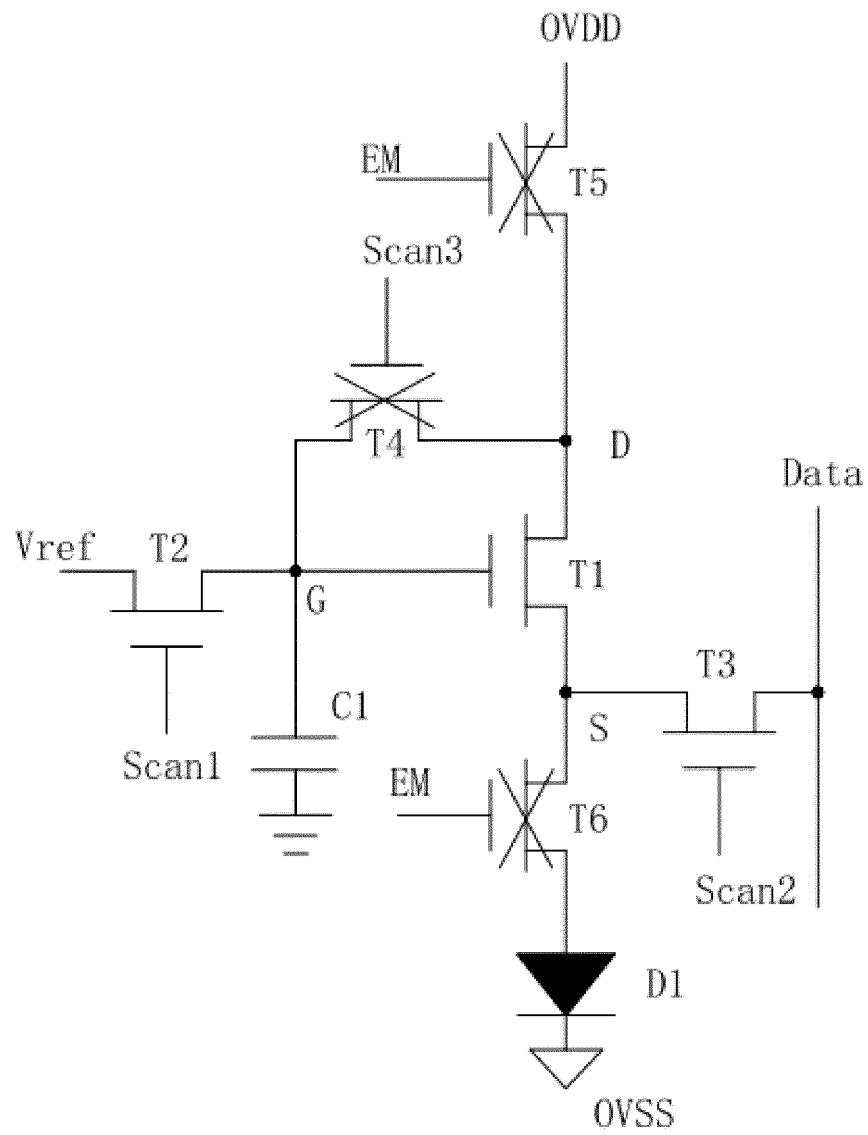 OVDD
EM
T5
Scan3
T4
D
Data
Vref
T2
G
T1
T3
C1
S
Scan1
EM
T6
Scan2
D1
OVSS